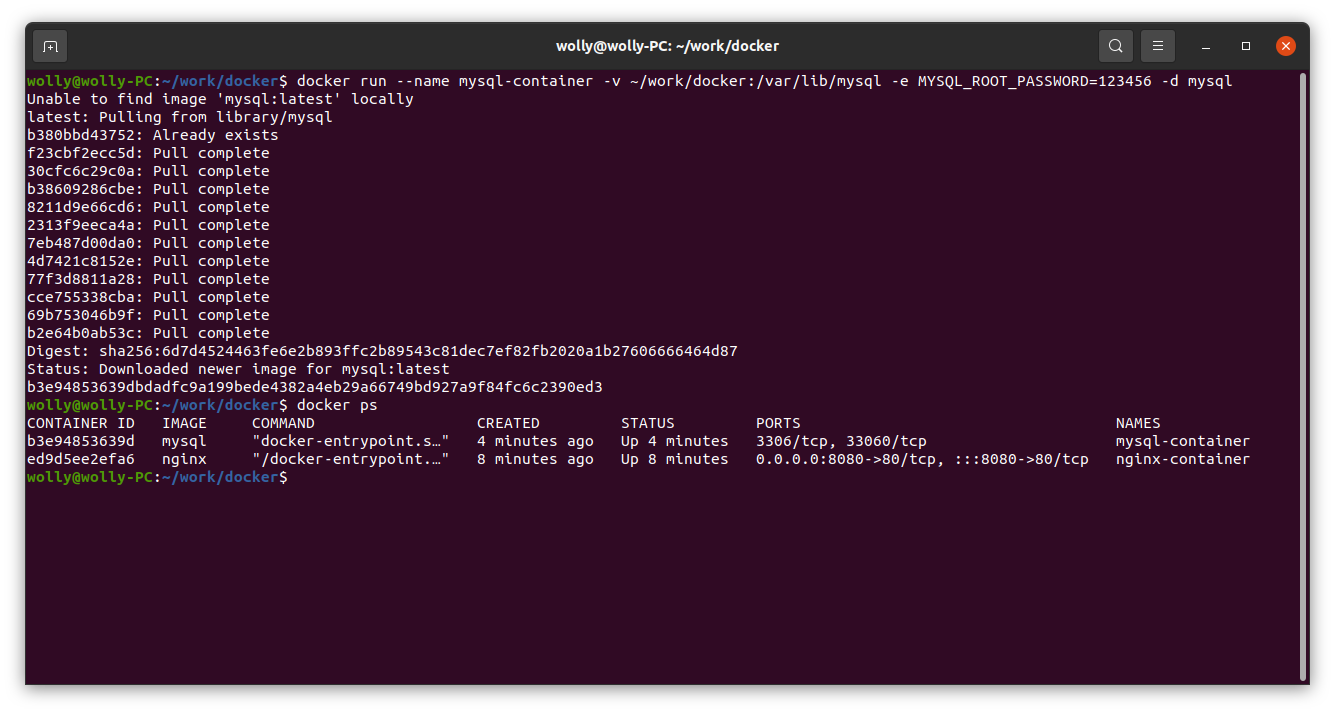 wolly@wolly-PC: ~/work/docker
wolly@wolly-PC:~/work/docker$ docker run --name mysql-container -v ~/work/docker:/var/lib/mysql -e MYSQL_ROOT_PASSWORD=123456 -d mysql
Unable to find image 'mysql:latest' locally
latest: Pulling from library/mysql
b380bbd43752: Already exists
f23cbf2ecc5d: Pull complete
30cfc6c29c0a: Pull complete
b38609286cbe: Pull complete
8211d9e66cd6: Pull complete
2313f9eeca4a: Pull complete
7eb487d00da0: Pull complete
4d7421c8152e: Pull complete
77f3d8811a28: Pull complete
cce755338cba: Pull complete
69b753046b9f: Pull complete
b2e64b0ab53c: Pull complete
Digest: sha256:6d7d4524463fe6e2b893ffc2b89543c81dec7ef82fb2020a1b27606666464d87
Status: Downloaded newer image for mysql:latest
b3e94853639dbdadfc9a199bede4382a4eb29a66749bd927a9f84fc6c2390ed3
wolly@wolly-PC:~/work/docker$ docker ps
CONTAINER ID   IMAGE     COMMAND                  CREATED         STATUS         PORTS                                   NAMES
b3e94853639d   mysql     "docker-entrypoint.s…"   4 minutes ago   Up 4 minutes   3306/tcp, 33060/tcp                     mysql-container
ed9d5ee2efa6   nginx     "/docker-entrypoint.…"   8 minutes ago   Up 8 minutes   0.0.0.0:8080->80/tcp, :::8080->80/tcp   nginx-container
wolly@wolly-PC:~/work/docker$